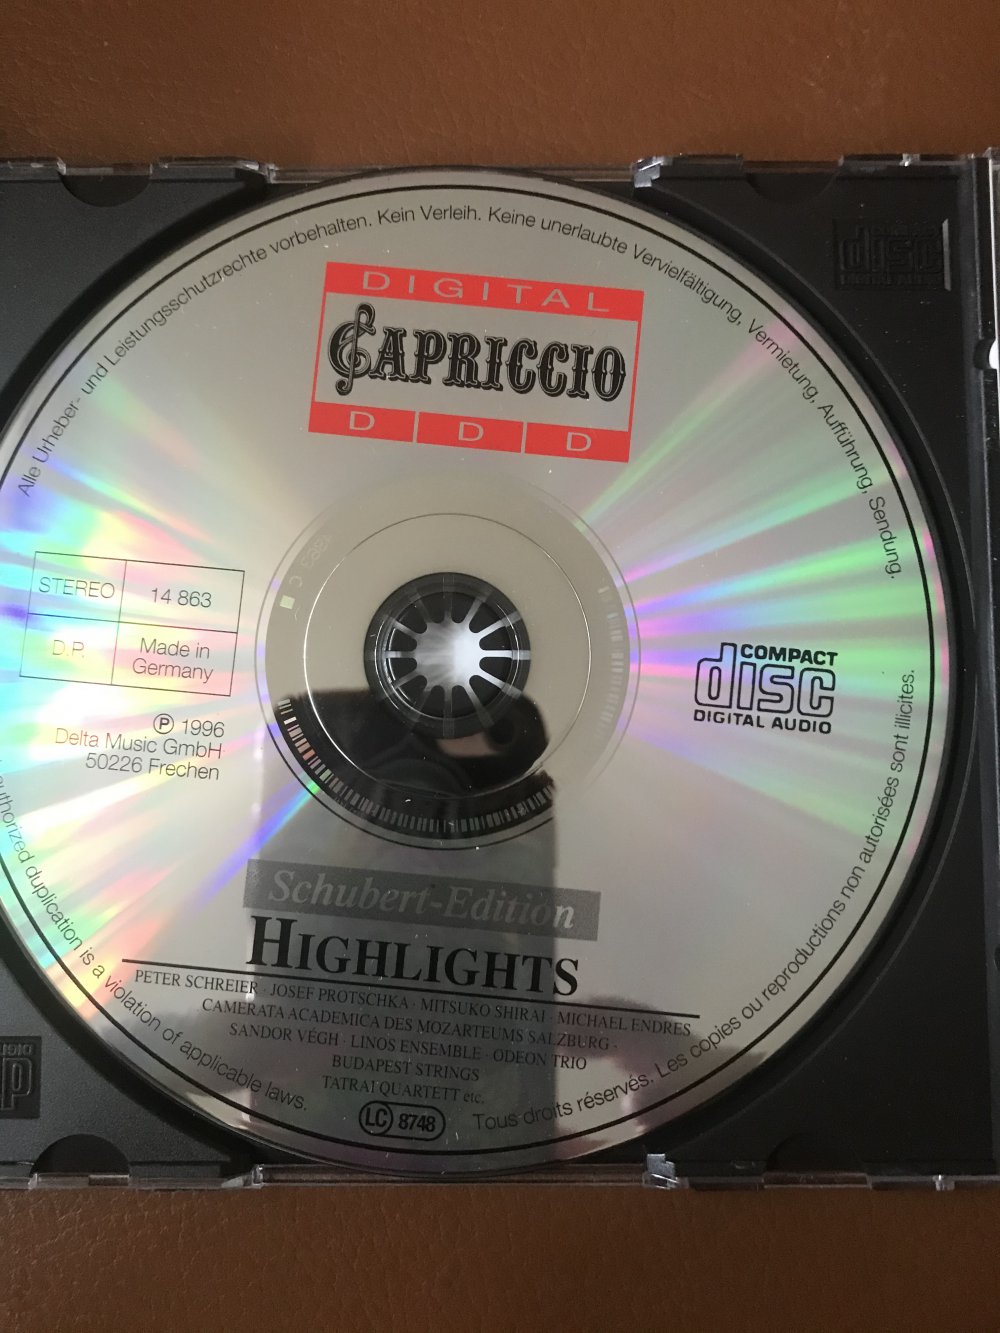 Alle Urheber- und Leistungsschutzrechte vorbehalten. Kein Verleih. Keine unerlaubte Vervielfältigung, Vermietung, Aufführung, Sendung.
DIGITAL
CAPRICCIO
D D D
STEREO 14 863
D.P. Made in Germany
℗ 1996
Delta Music GmbH
50226 Frechen
COMPACT
disc
DIGITAL AUDIO
disc
Schubert-Edition
HIGHLIGHTS
PETER SCHREIER · JOSEF PROTSCHKA · MITSUKO SHIRAI · MICHAEL ENDRES
CAMERATA ACADEMICA DES MOZARTEUMS SALZBURG ·
SANDOR VÉGH · LINOS ENSEMBLE · ODEON TRIO
BUDAPEST STRINGS
TATRAI QUARTETT etc.
LC 8748
duplication is a violation of applicable laws.
Tous droits réservés. Les copies ou reproductions non autorisées sont illicites.